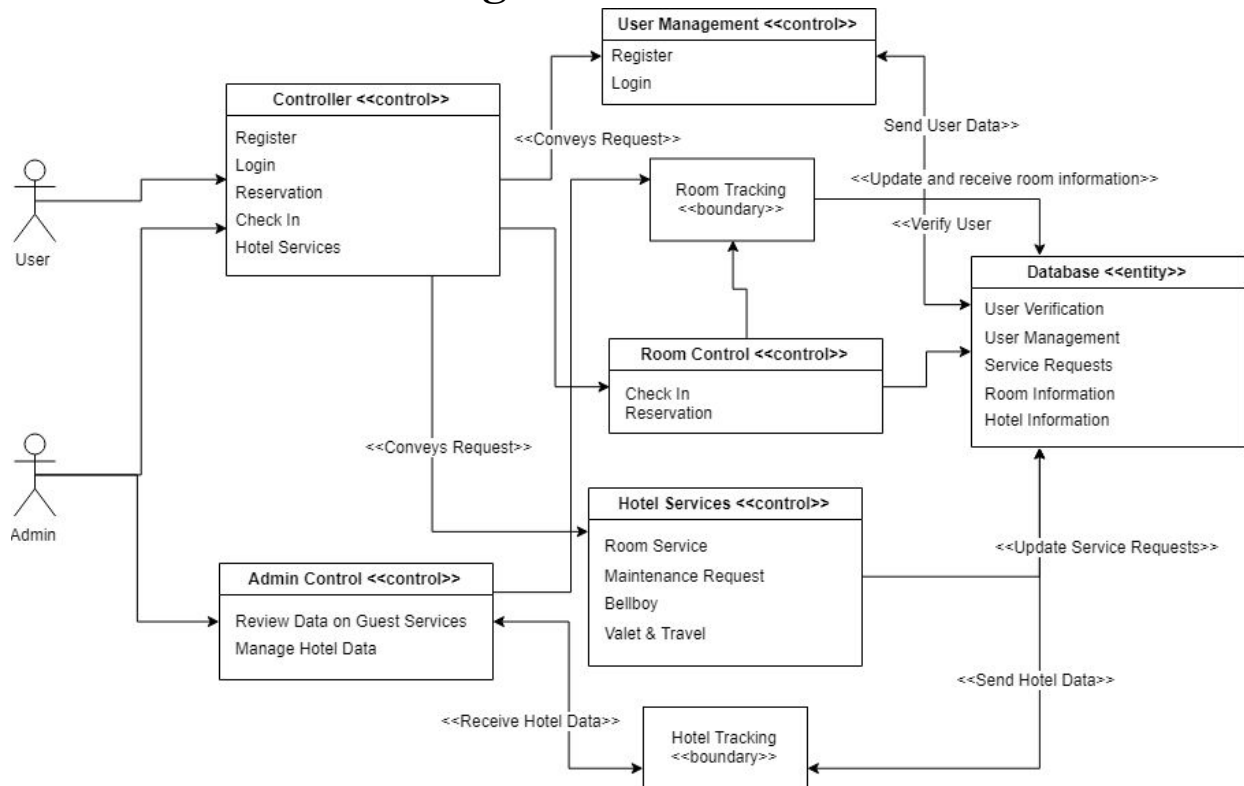 User Management <<control>>
Register
Login
Controller <<control>>
Register
Login
Reservation
Check In
Hotel Services
<<Conveys Request>>
Send User Data>>
Room Tracking
<<boundary>>
<<Update and receive room information>>
<<Verify User
User
Database <<entity>>
User Verification
User Management
Service Requests
Room Information
Hotel Information
Room Control <<control>>
Check In
Reservation
<<Conveys Request>>
Admin
Hotel Services <<control>>
Room Service
Maintenance Request
Bellboy
Valet & Travel
<<Update Service Requests>>
Admin Control <<control>>
Review Data on Guest Services
Manage Hotel Data
<<Send Hotel Data>>
<<Receive Hotel Data>>
Hotel Tracking
<<boundary>>